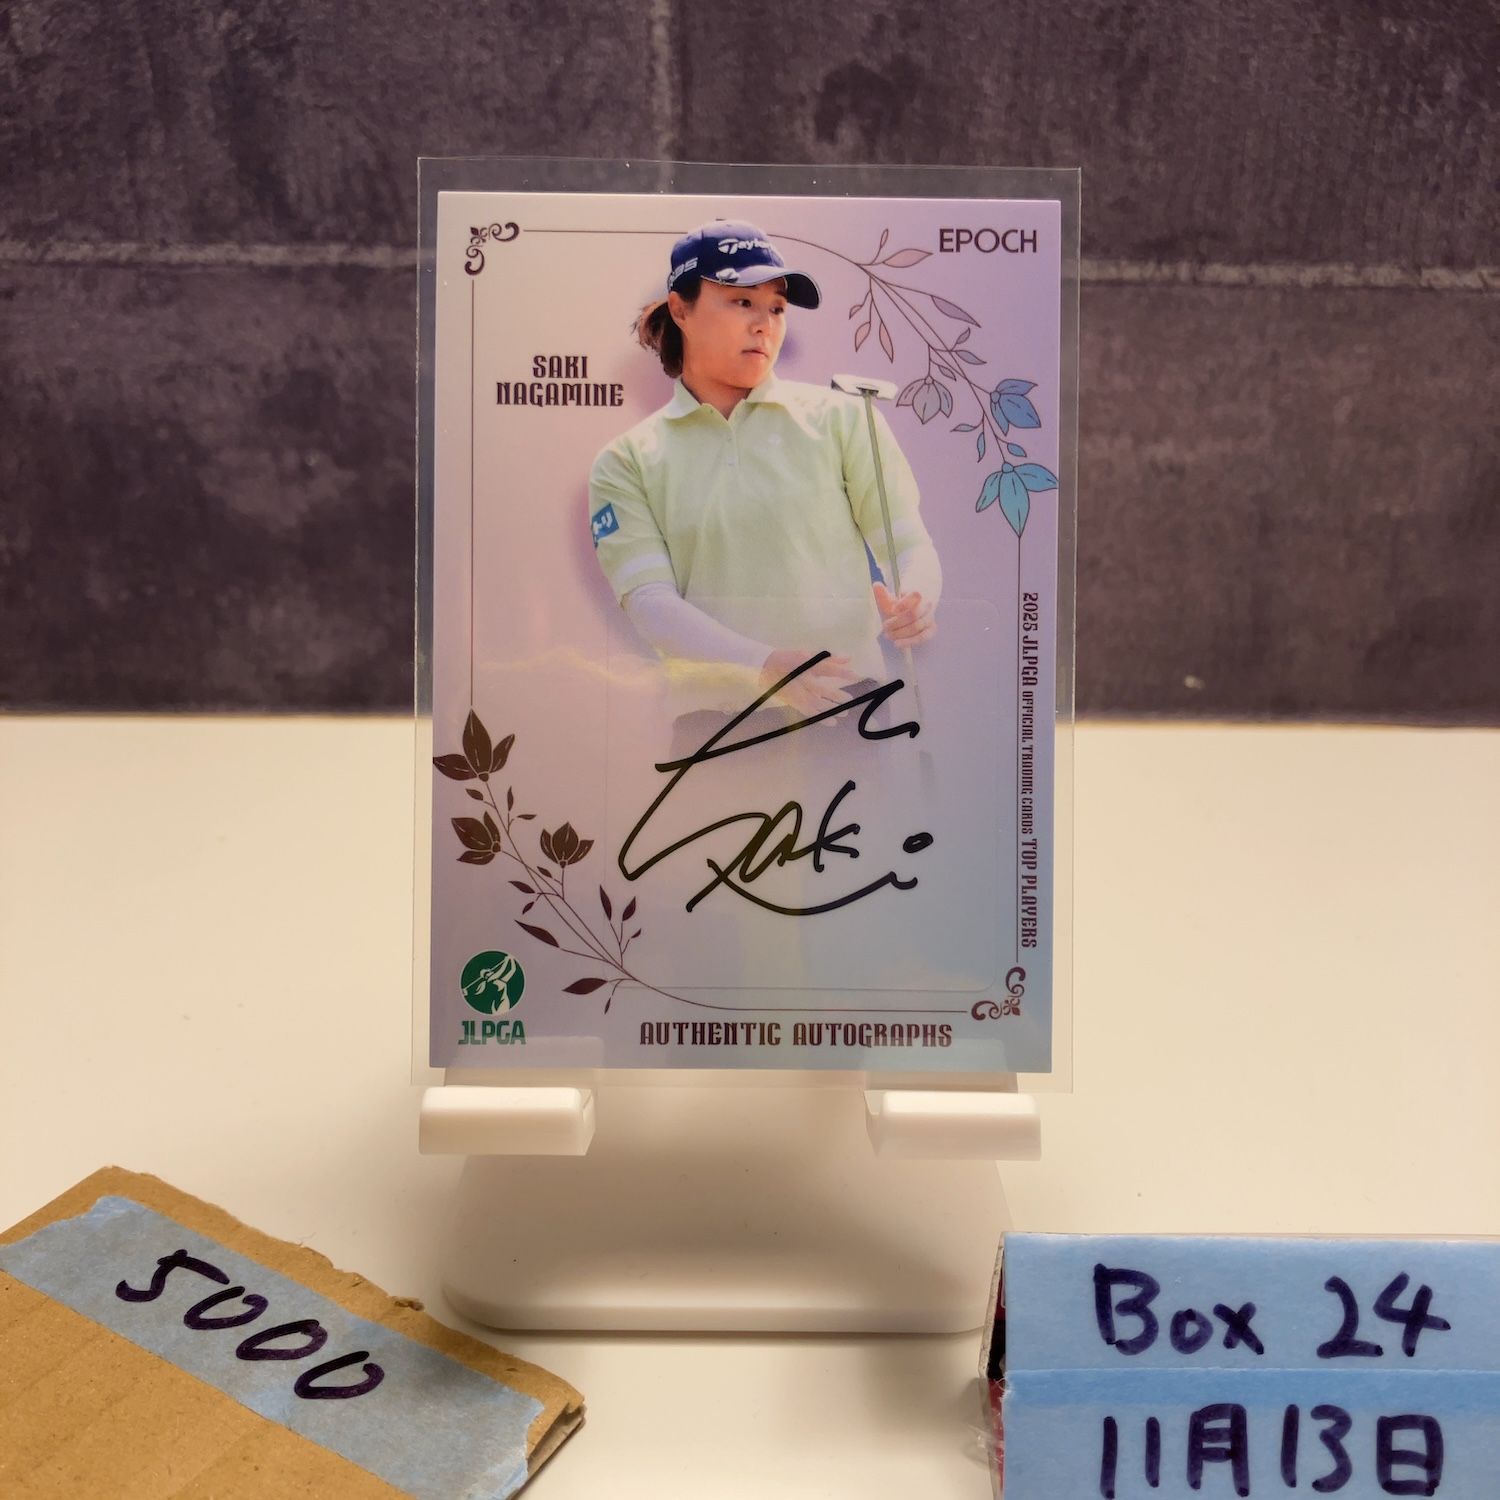 EPOCH
TaylorMade
SAKI
NAGAMINE
2025 JLPGA OFFICIAL TRADING CARDS TOP PLAYERS
Saki
JLPGA
AUTHENTIC AUTOGRAPHS
5000
Box 24
11月13日